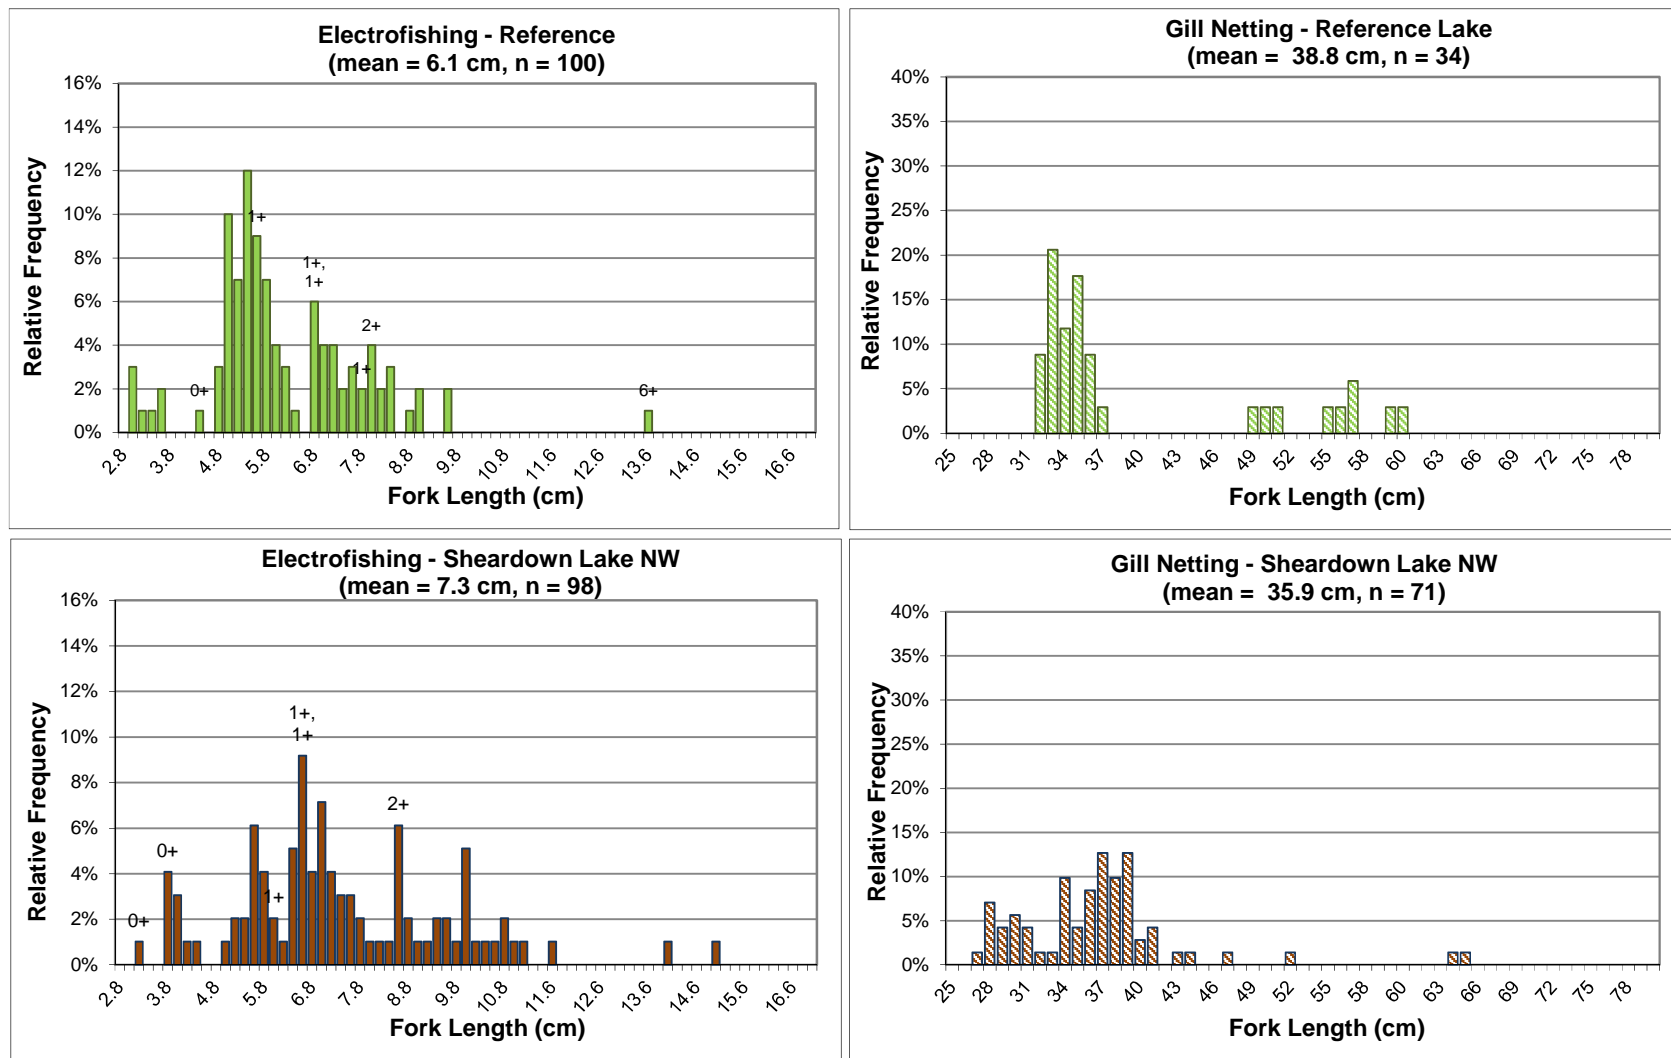 Electrofishing - Reference
(mean = 6.1 cm, n = 100)
Relative Frequency
16%
14%
12%
10%
8%
6%
4%
2%
0%
0+
1+
1+,
1+
1+
2+
6+
2.8 3.8 4.8 5.8 6.8 7.8 8.8 9.8 10.8 11.6 12.6 13.6 14.6 15.6 16.6
Fork Length (cm)
Gill Netting - Reference Lake
(mean = 38.8 cm, n = 34)
Relative Frequency
40%
35%
30%
25%
20%
15%
10%
5%
0%
25 28 31 34 37 40 43 46 49 52 55 58 60 63 66 69 72 75 78
Fork Length (cm)
Electrofishing - Sheardown Lake NW
(mean = 7.3 cm, n = 98)
Relative Frequency
16%
14%
12%
10%
8%
6%
4%
2%
0%
0+
0+
1+
1+,
1+
2+
2.8 3.8 4.8 5.8 6.8 7.8 8.8 9.8 10.8 11.6 12.6 13.6 14.6 15.6 16.6
Fork Length (cm)
Gill Netting - Sheardown Lake NW
(mean = 35.9 cm, n = 71)
Relative Frequency
40%
35%
30%
25%
20%
15%
10%
5%
0%
25 28 31 34 37 40 43 46 49 52 55 58 60 63 66 69 72 75 78
Fork Length (cm)